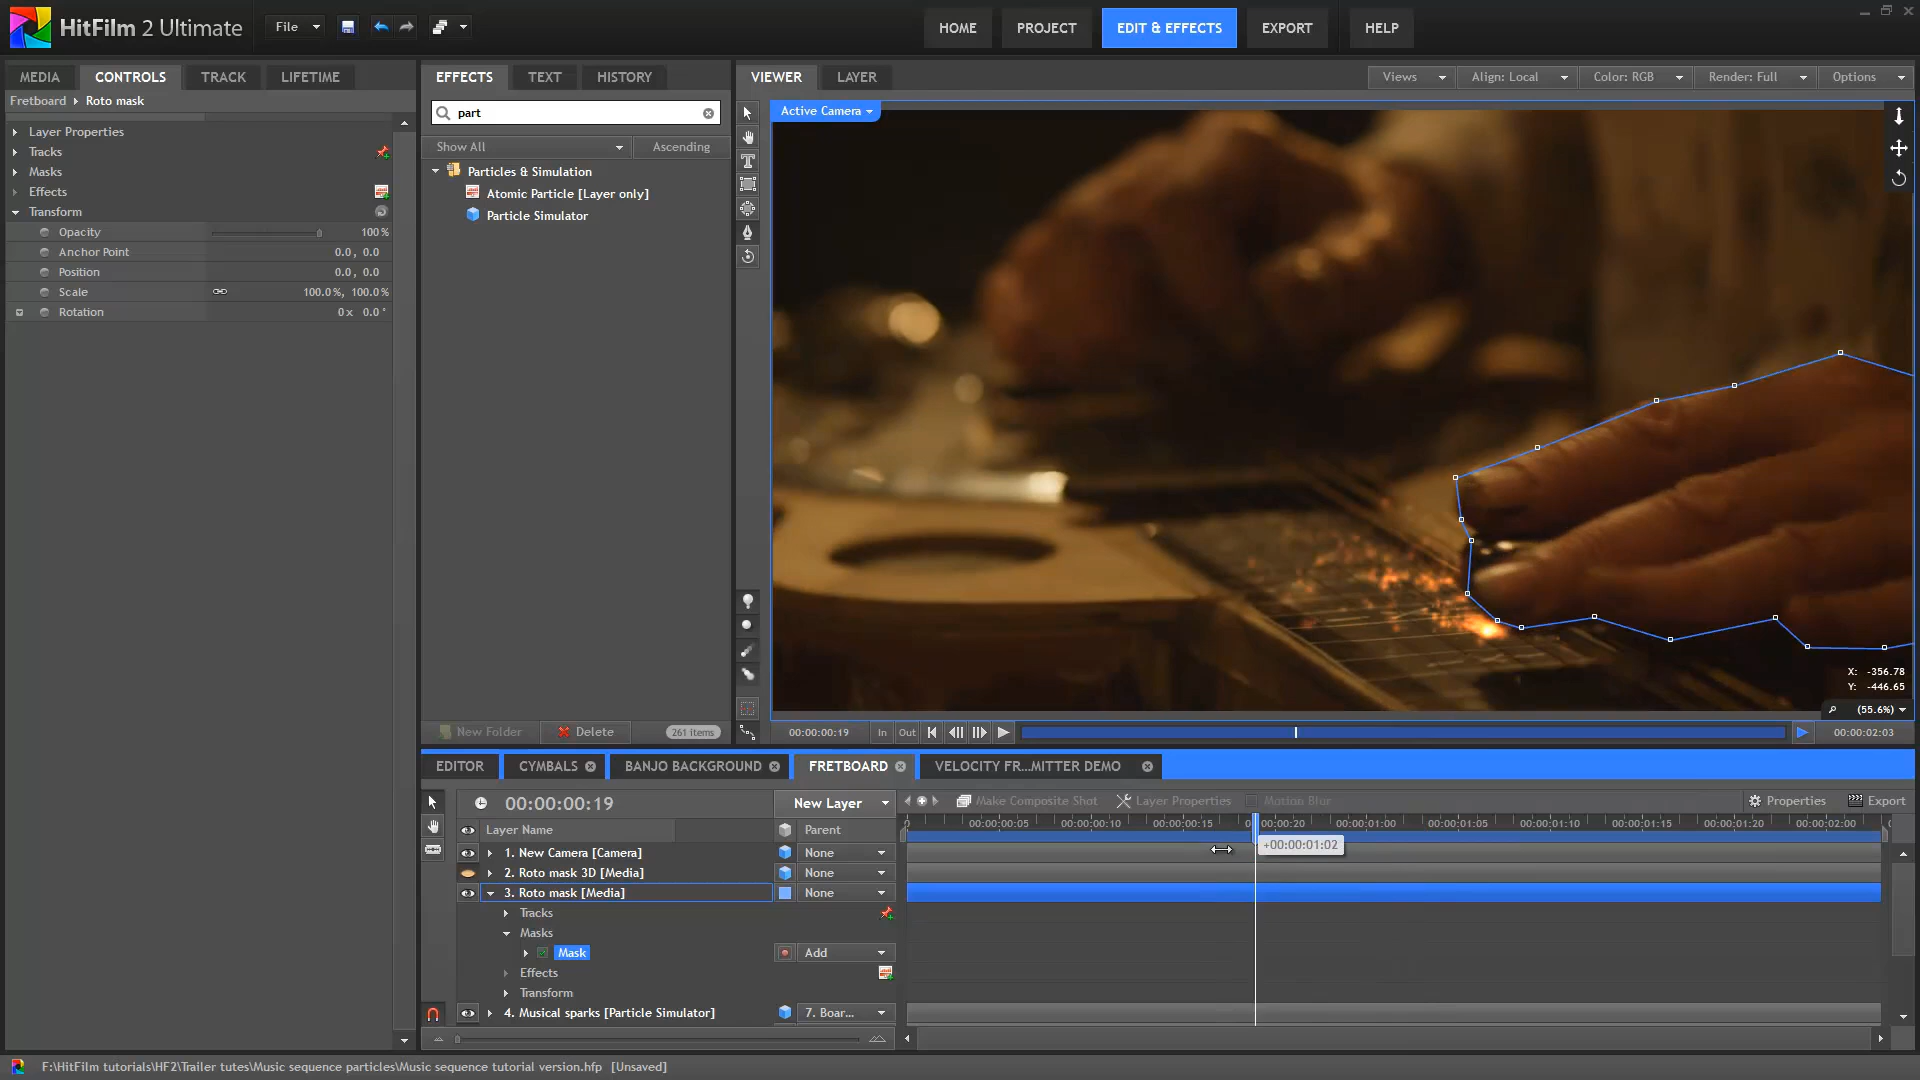 HitFilm 2 Ultimate
File
HOME PROJECT EDIT & EFFECTS EXPORT HELP
MEDIA CONTROLS TRACK LIFETIME
Fretboard Roto mask
Layer Properties
Tracks
Masks
Effects
Transform
Opacity 100%
Anchor Point 0.0, 0.0
Position 0.0, 0.0
Scale 100.0%, 100.0%
Rotation 0x 0.0°
EFFECTS TEXT HISTORY
part
Show All Ascending
Particles & Simulation
Atomic Particle [Layer only]
Particle Simulator
New Folder Delete 261 items
VIEWER LAYER
Views Align: Local Color: RGB Render: Full Options
Active Camera
X: -356.78
Y: -446.65
(55.6%)
00:00:00:19 In Out 00:00:02:03
EDITOR CYMBALS BANJO BACKGROUND FRETBOARD VELOCITY FR...MITTER DEMO
00:00:00:19 New Layer Make Composite Shot Layer Properties Motion Blur Properties Export
Layer Name Parent
0 00:00:00:05 00:00:00:10 00:00:00:15 00:00:00:20 00:00:01:00 00:00:01:05 00:00:01:10 00:00:01:15 00:00:01:20 00:00:02:00
+00:00:01:02
1. New Camera [Camera] None
2. Roto mask 3D [Media] None
3. Roto mask [Media] None
Tracks
Masks
Mask Add
Effects
Transform
4. Musical sparks [Particle Simulator] 7. Boar...
F:\HitFilm tutorials\HF2\Trailer tutes\Music sequence particles\Music sequence tutorial version.hfp [Unsaved]